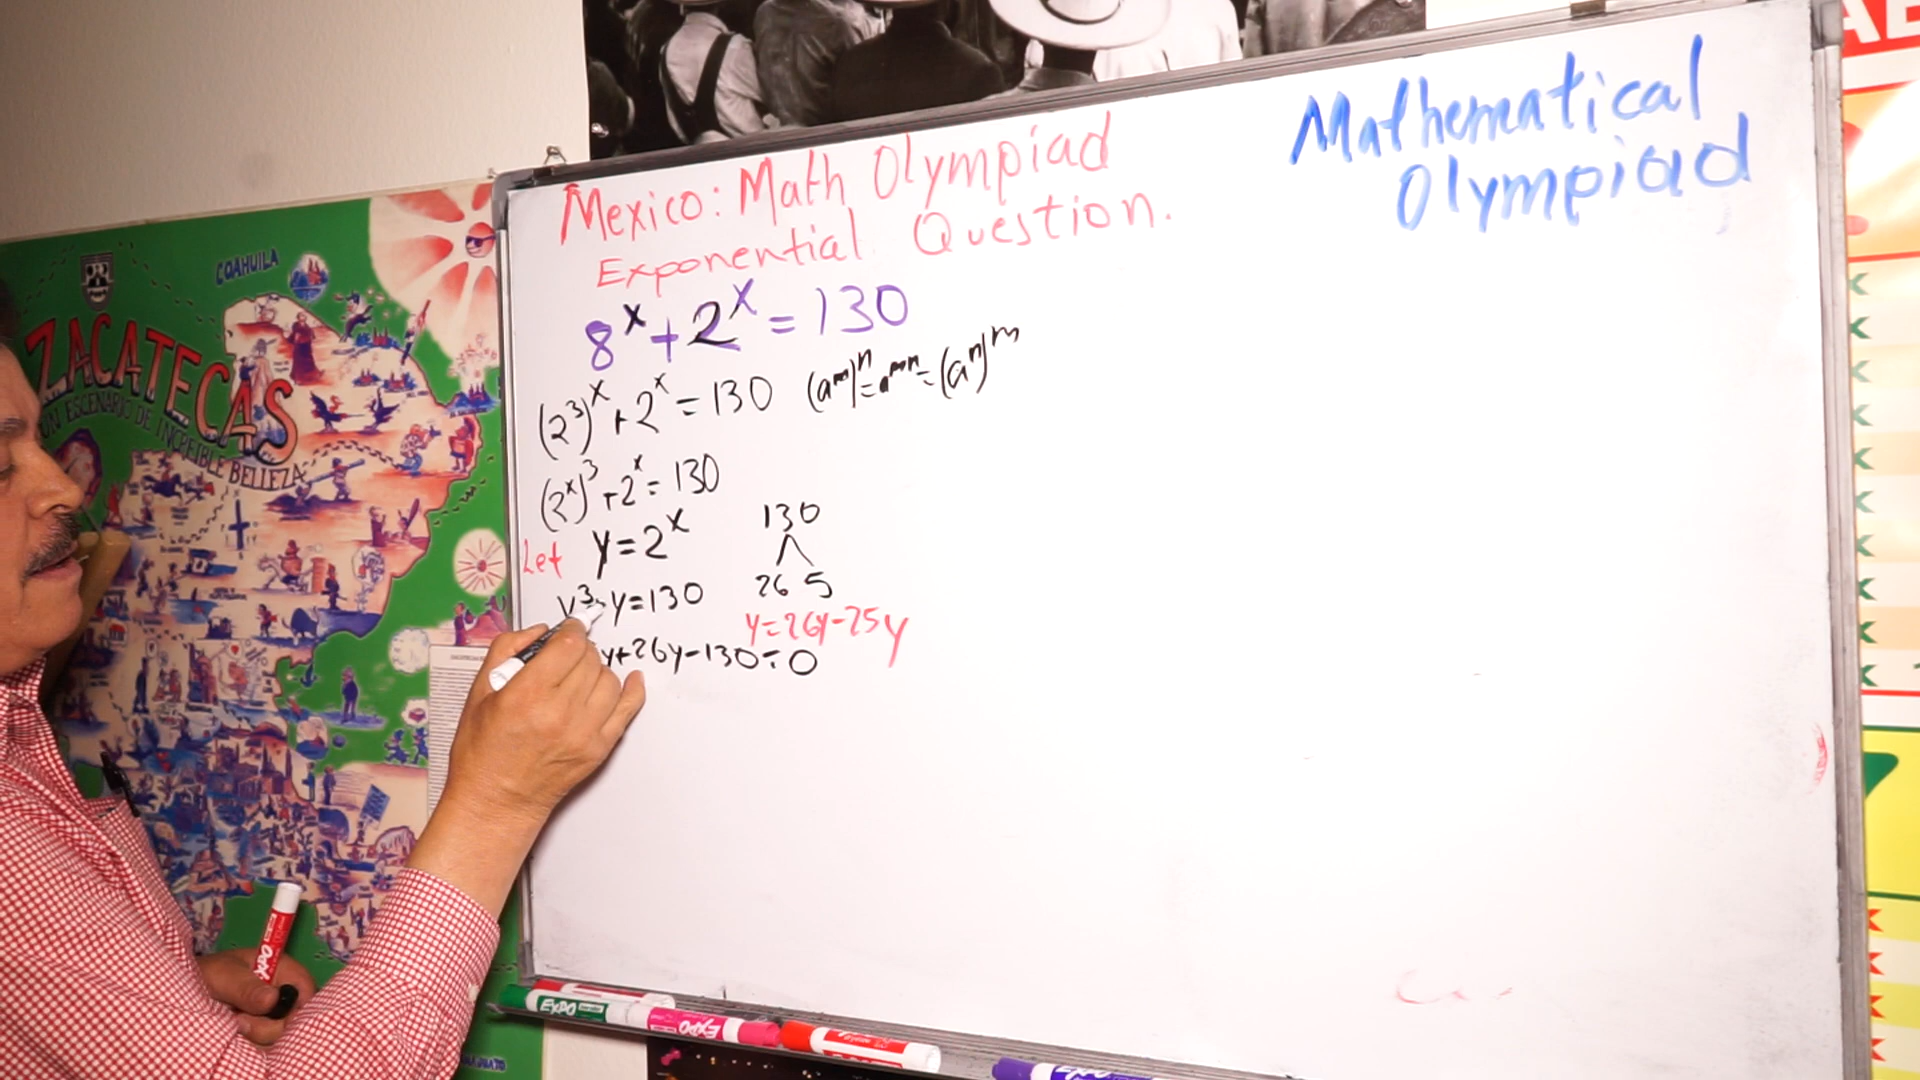 COAHUILA
ZACATECAS
UN ESCENARIO DE INCREIBLE BELLEZA
Mexico: Math Olympiad
Exponential Question.
Mathematical
Olympiad
8^x + 2^x = 130
(2^3)^x + 2^x = 130 (a^m)^n = a^mn = (a^n)^m
(2^x)^3 + 2^x = 130
Let y = 2^x
130
26 5
y^3 + y = 130
y = 26y - 25y
y + 26y - 130 = 0
EXPO
EXPO
EXPO